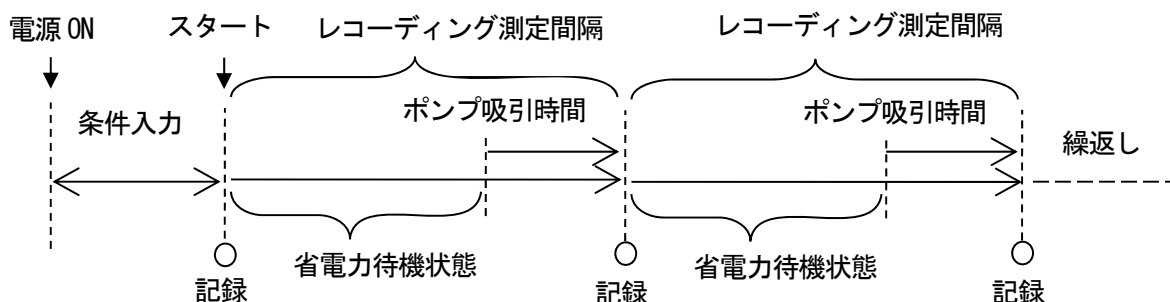 電源 ON スタート レコーディング測定間隔 レコーディング測定間隔
ポンプ吸引時間 ポンプ吸引時間
条件入力 繰返し
省電力待機状態 省電力待機状態
記録 記録 記録